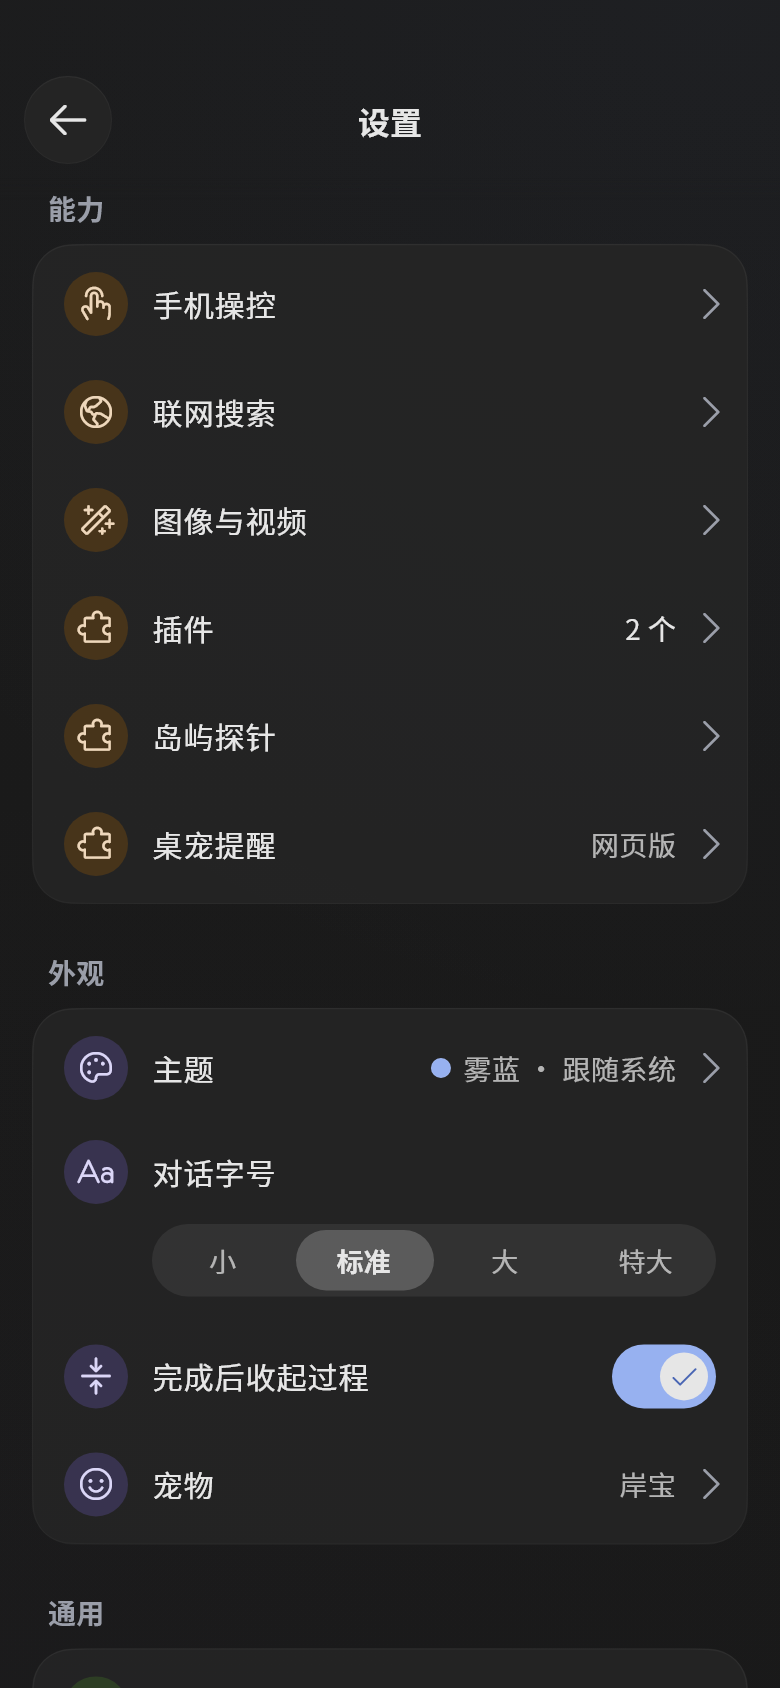 设置
能力
手机操控
联网搜索
图像与视频
插件 2 个
岛屿探针
桌宠提醒 网页版
外观
主题 雾蓝 · 跟随系统
Aa 对话字号
小 标准 大 特大
完成后收起过程
宠物 岸宝
通用